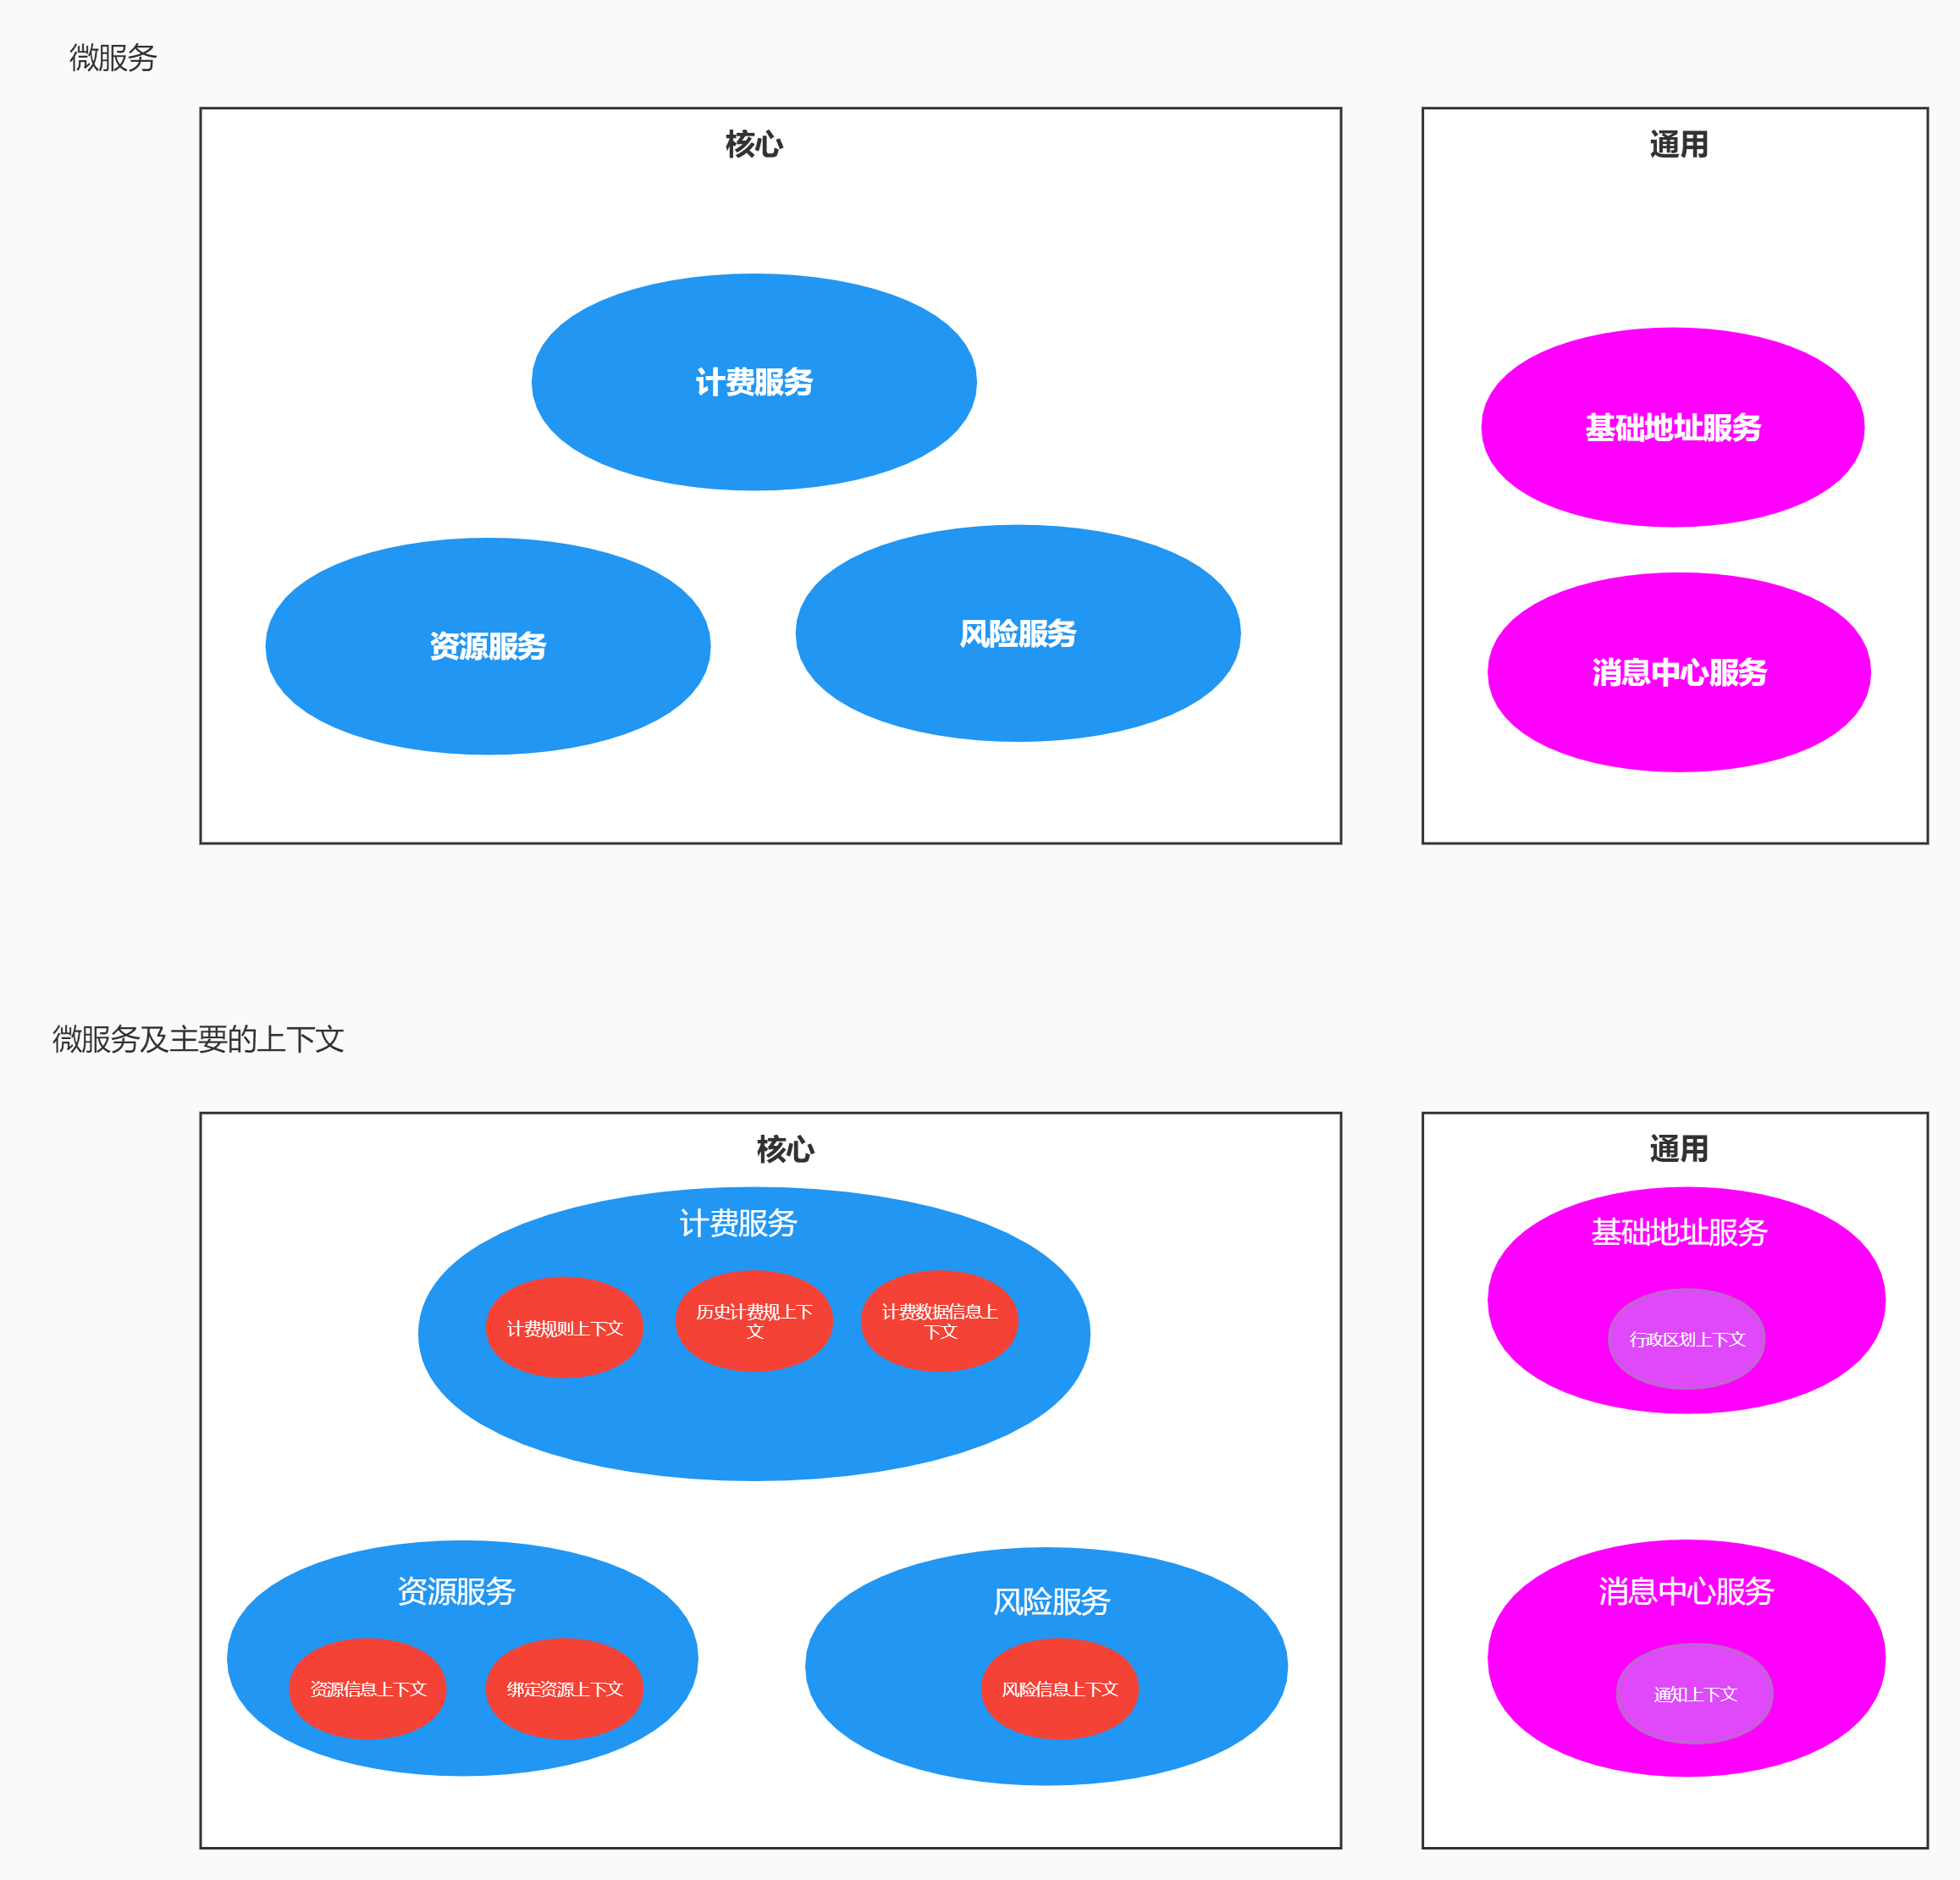 微服务
核心
通用
计费服务
基础地址服务
资源服务
风险服务
消息中心服务
微服务及主要的上下文
核心
通用
计费服务
基础地址服务
计费规则上下文
历史计费规上下
文
计费数据信息上
下文
行政区划上下文
资源服务
风险服务
消息中心服务
资源信息上下文
绑定资源上下文
风险信息上下文
通知上下文